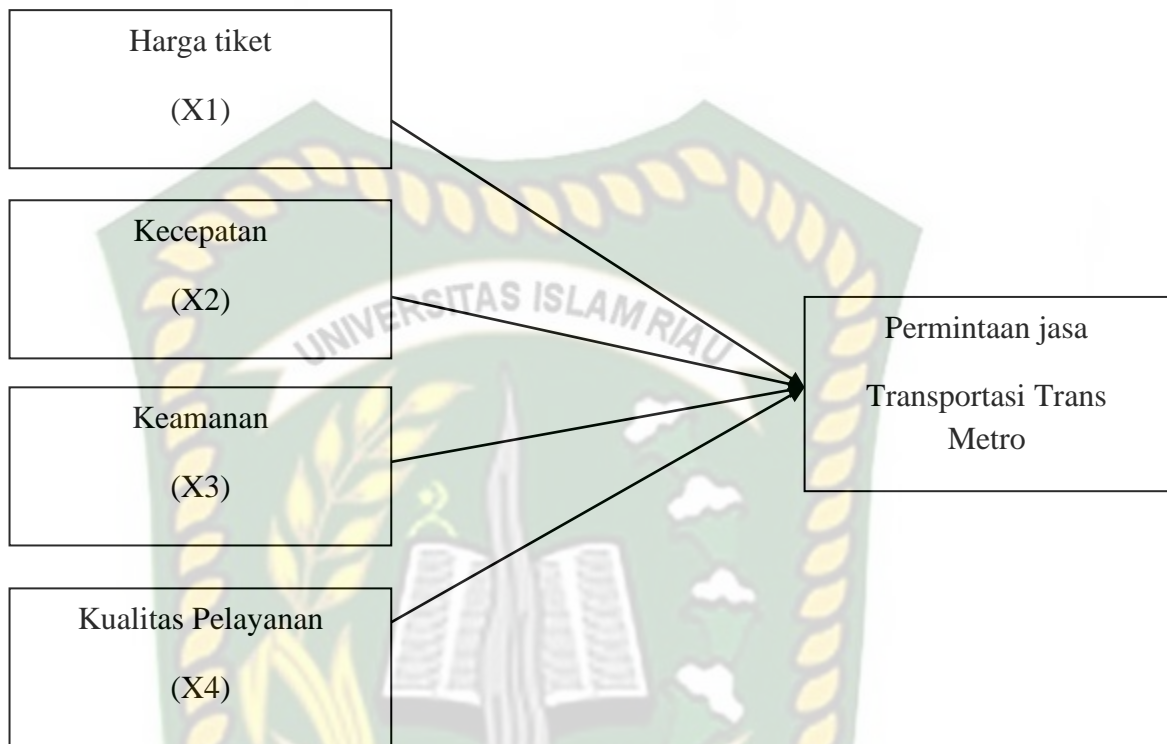 Harga tiket
(X1)
Kecepatan
(X2)
Keamanan
(X3)
Kualitas Pelayanan
(X4)
Permintaan jasa
Transportasi Trans
Metro
UNIVERSITAS ISLAM RIAU